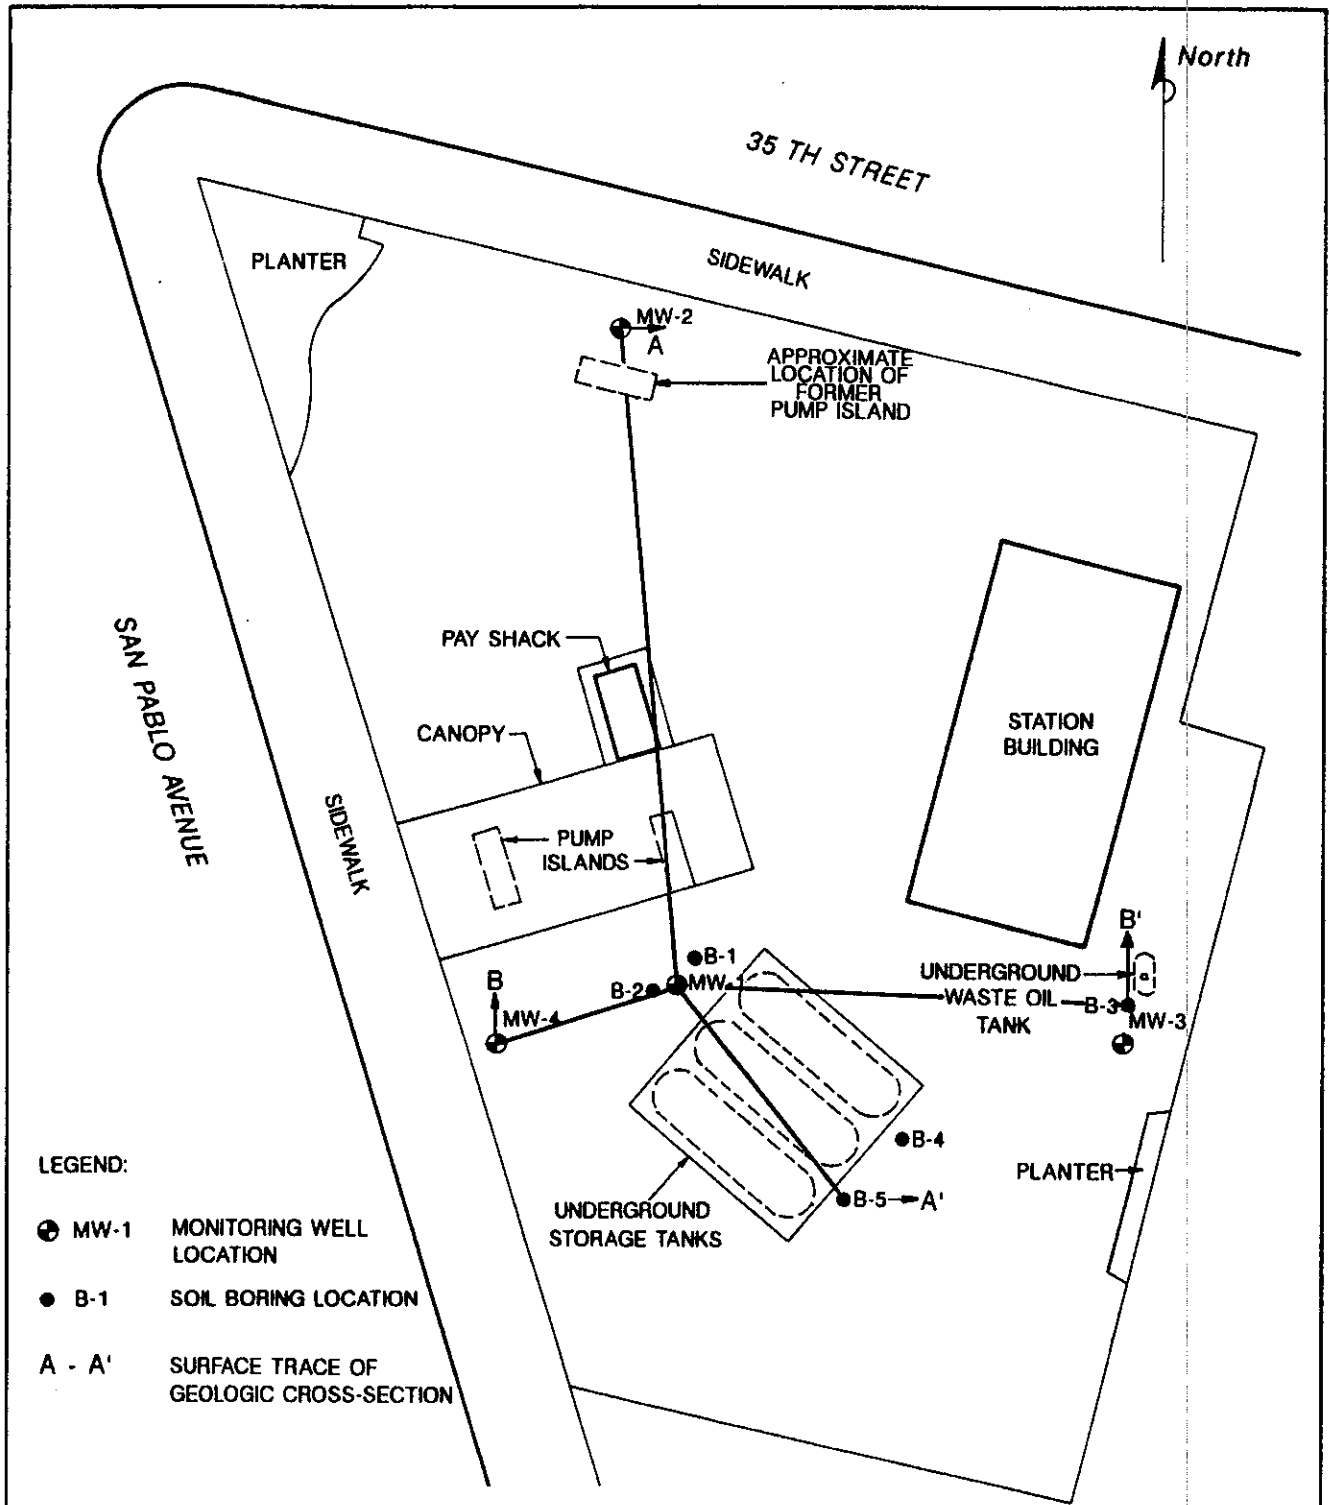 North
35 TH STREET
SIDEWALK
PLANTER
MW-2
A
APPROXIMATE
LOCATION OF
FORMER
PUMP ISLAND
SAN PABLO AVENUE
SIDEWALK
PAY SHACK
CANOPY
STATION
BUILDING
PUMP
ISLANDS
B'
B-1
UNDERGROUND
WASTE OIL
TANK
B-2
MW-1
B
B-3
MW-3
MW-4
B-4
PLANTER
B-5
A'
UNDERGROUND
STORAGE TANKS
LEGEND:
MW-1 MONITORING WELL
LOCATION
B-1 SOIL BORING LOCATION
A - A' SURFACE TRACE OF
GEOLOGIC CROSS-SECTION